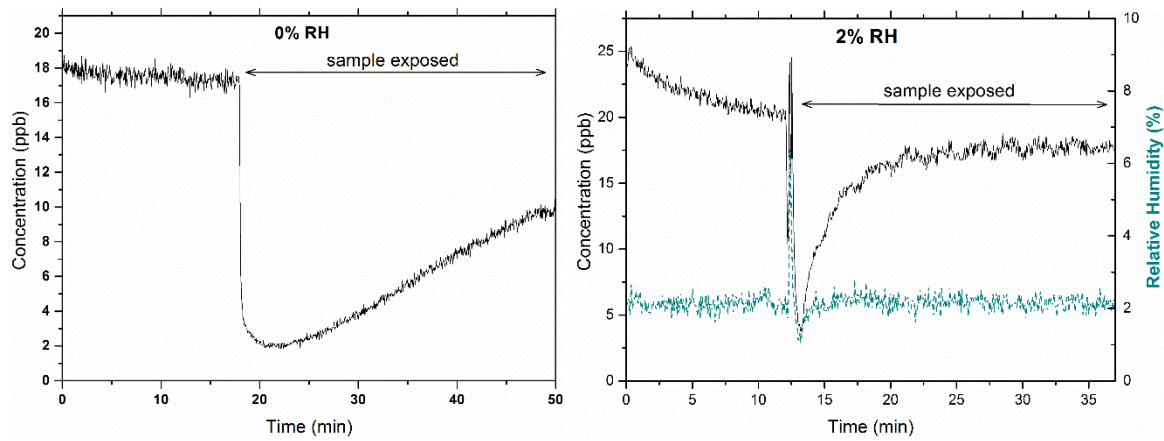 0% RH
sample exposed
20
18
16
14
12
10
8
6
4
2
0
Concentration (ppb)
0 10 20 30 40 50
Time (min)
2% RH
sample exposed
25
20
15
10
5
0
Concentration (ppb)
10
8
6
4
2
0
Relative Humidity (%)
0 5 10 15 20 25 30 35
Time (min)